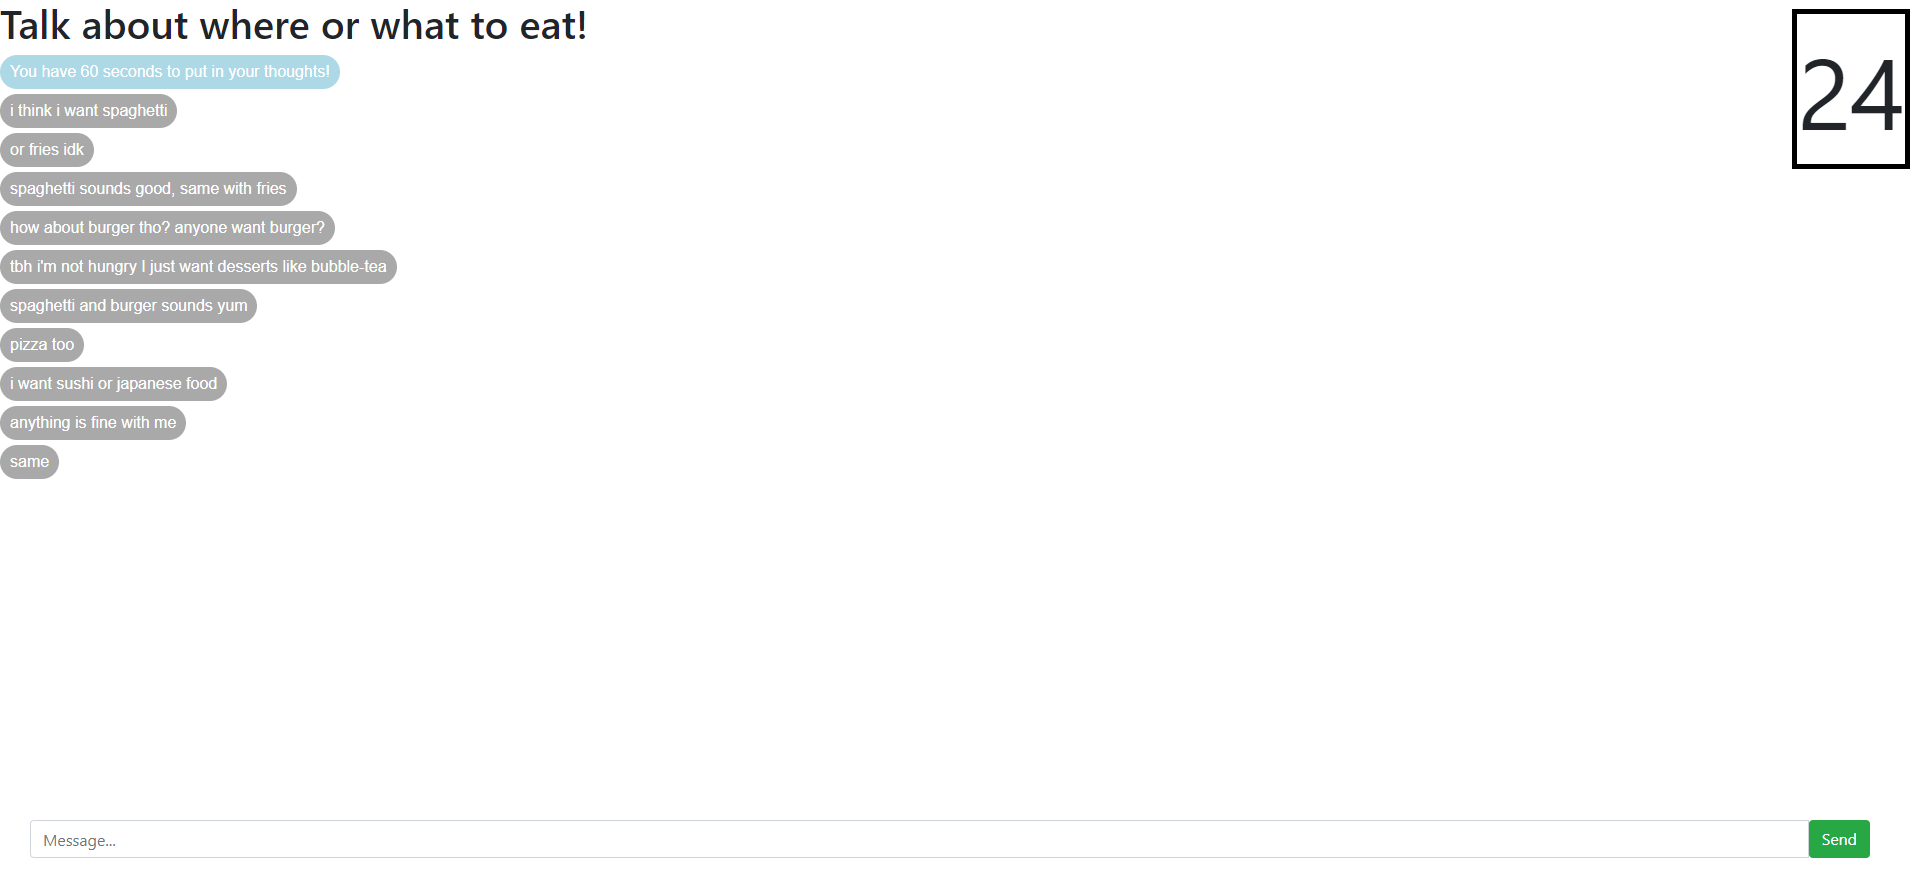 Talk about where or what to eat!
24
You have 60 seconds to put in your thoughts!
i think i want spaghetti
or fries idk
spaghetti sounds good, same with fries
how about burger tho? anyone want burger?
tbh i'm not hungry I just want desserts like bubble-tea
spaghetti and burger sounds yum
pizza too
i want sushi or japanese food
anything is fine with me
same
Message...
Send